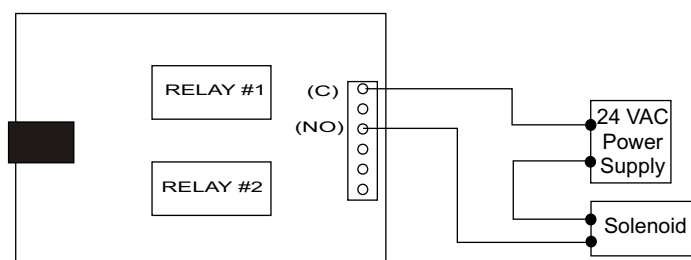 RELAY #1
(C)
(NO)
RELAY #2
24 VAC
Power
Supply
Solenoid